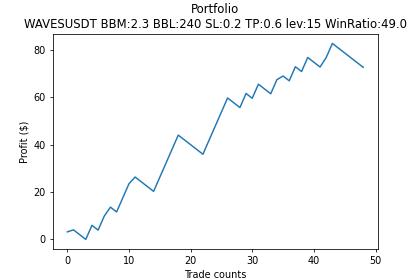 Portfolio
WAVESUSDT BBM:2.3 BBL:240 SL:0.2 TP:0.6 lev:15 WinRatio:49.0
Profit ($)
80
60
40
20
0
0 10 20 30 40 50
Trade counts